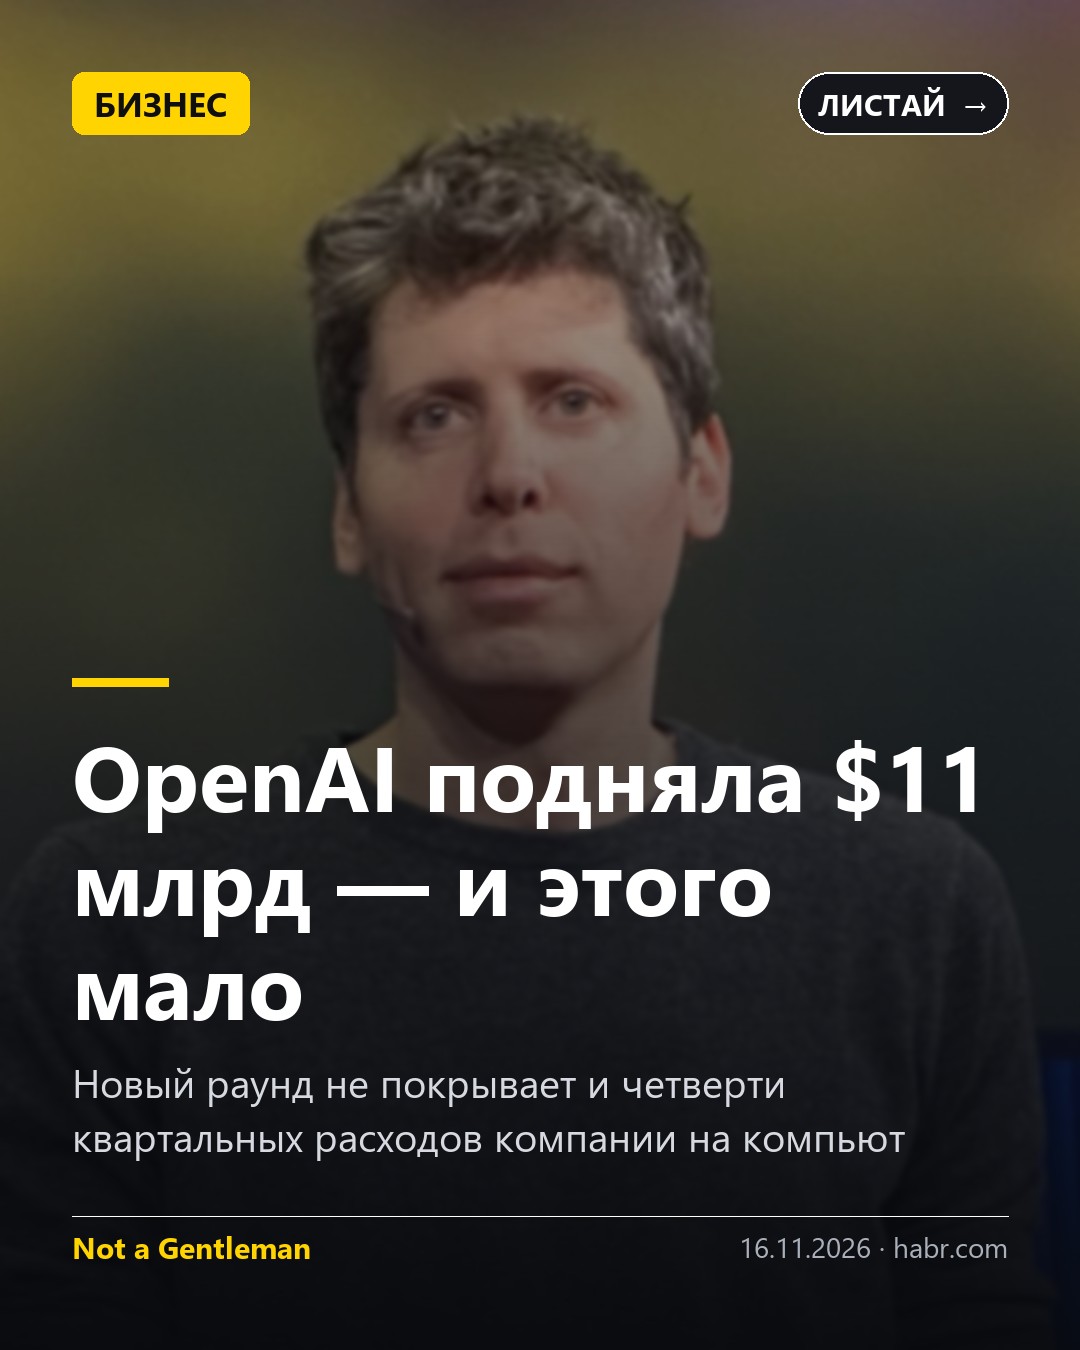 БИЗНЕС
ЛИСТАЙ →
OpenAI подняла $11
млрд — и этого
мало
Новый раунд не покрывает и четверти
квартальных расходов компании на компьют
Not a Gentleman
16.11.2026 · habr.com